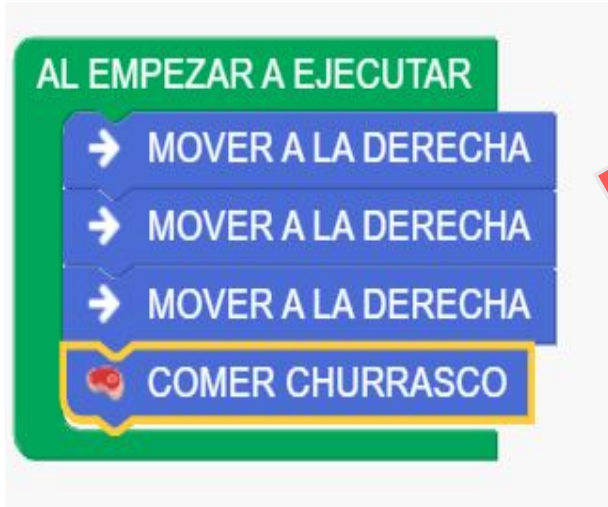 AL EMPEZAR A EJECUTAR
MOVER A LA DERECHA
MOVER A LA DERECHA
MOVER A LA DERECHA
COMER CHURRASCO